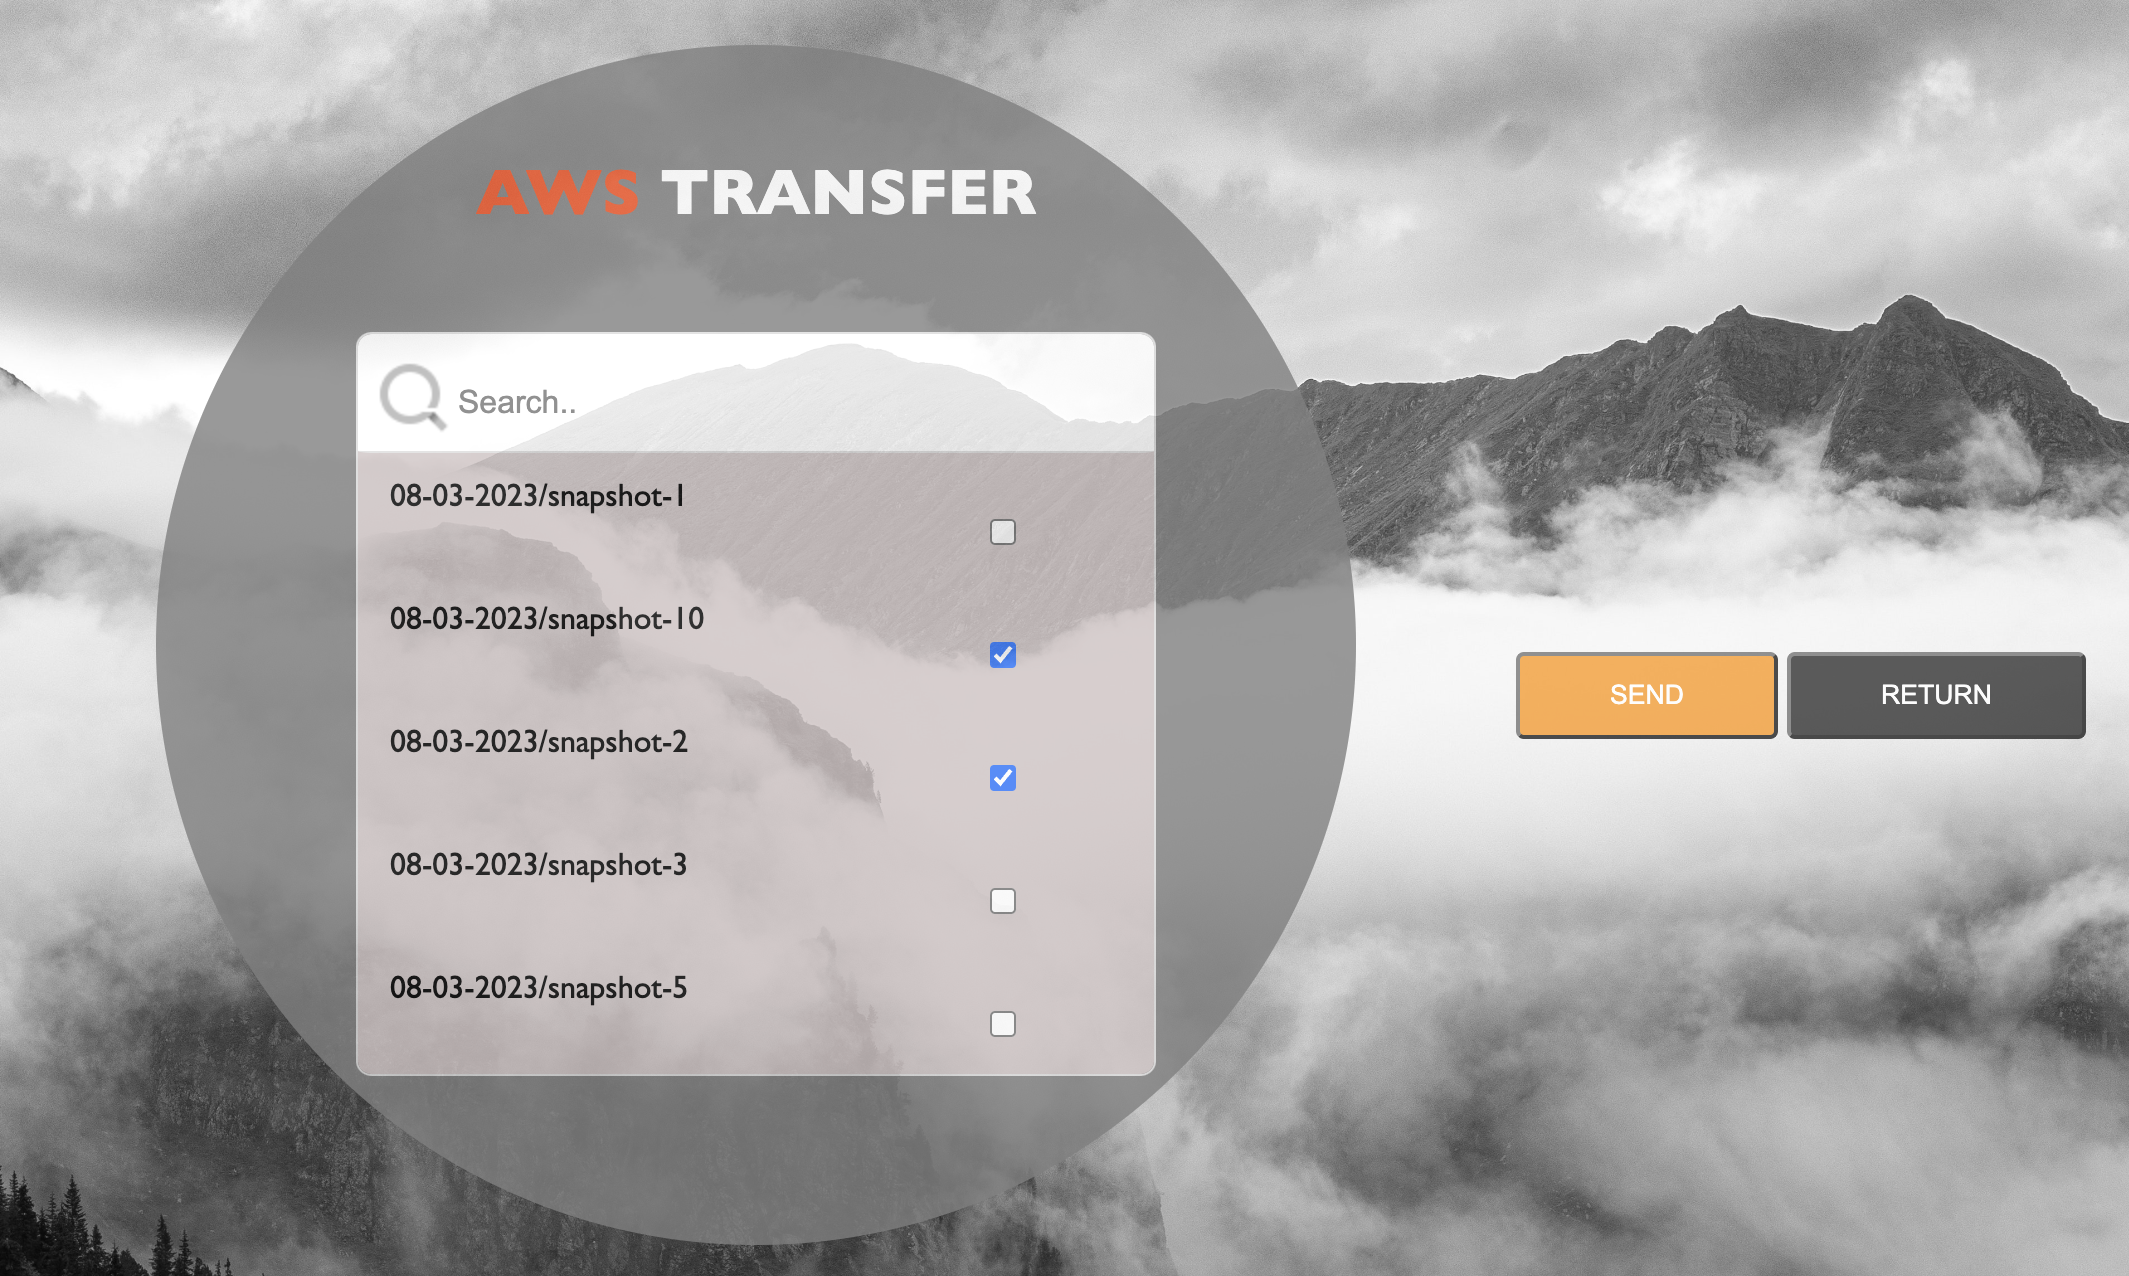 AWS TRANSFER
Search..
08-03-2023/snapshot-1
08-03-2023/snapshot-10
08-03-2023/snapshot-2
08-03-2023/snapshot-3
08-03-2023/snapshot-5
SEND
RETURN